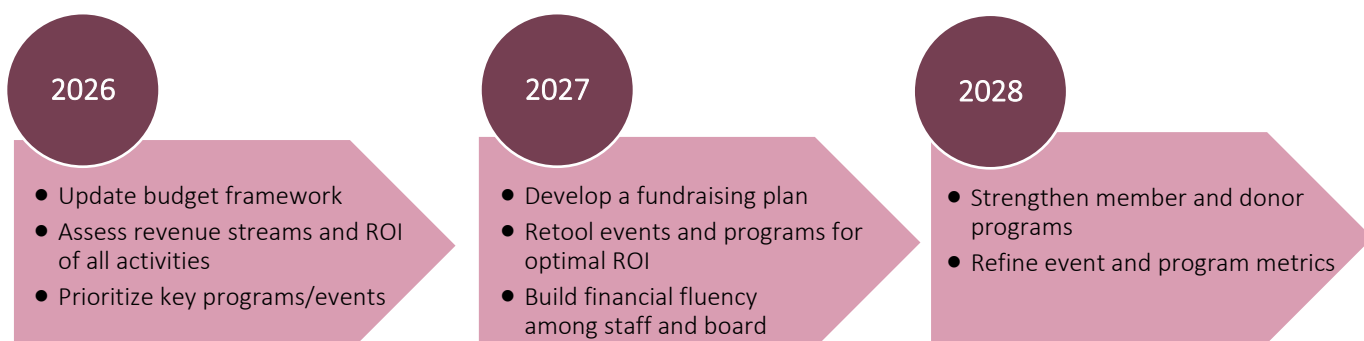 2026
• Update budget framework
• Assess revenue streams and ROI
of all activities
• Prioritize key programs/events
2027
• Develop a fundraising plan
• Retool events and programs for
optimal ROI
• Build financial fluency
among staff and board
2028
• Strengthen member and donor
programs
• Refine event and program metrics